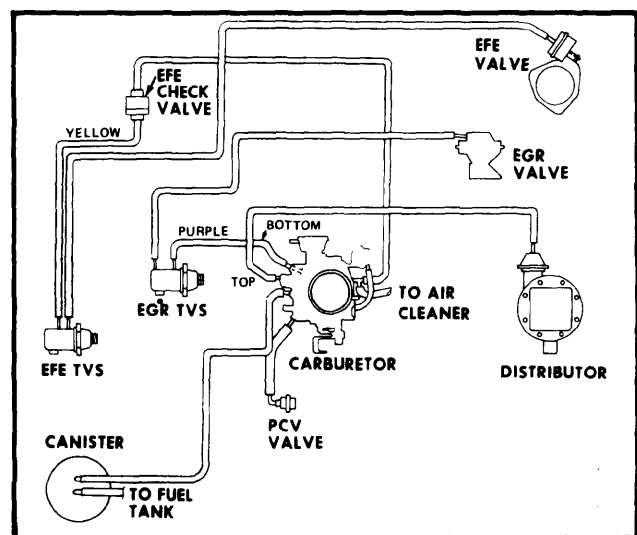 EFE
VALVE
EFE
CHECK
VALVE
YELLOW
EGR
VALVE
PURPLE
BOTTOM
TOP
EGR TVS
TO AIR
CLEANER
CARBURETOR
DISTRIBUTOR
EFE TVS
PCV
VALVE
CANISTER
TO FUEL
TANK